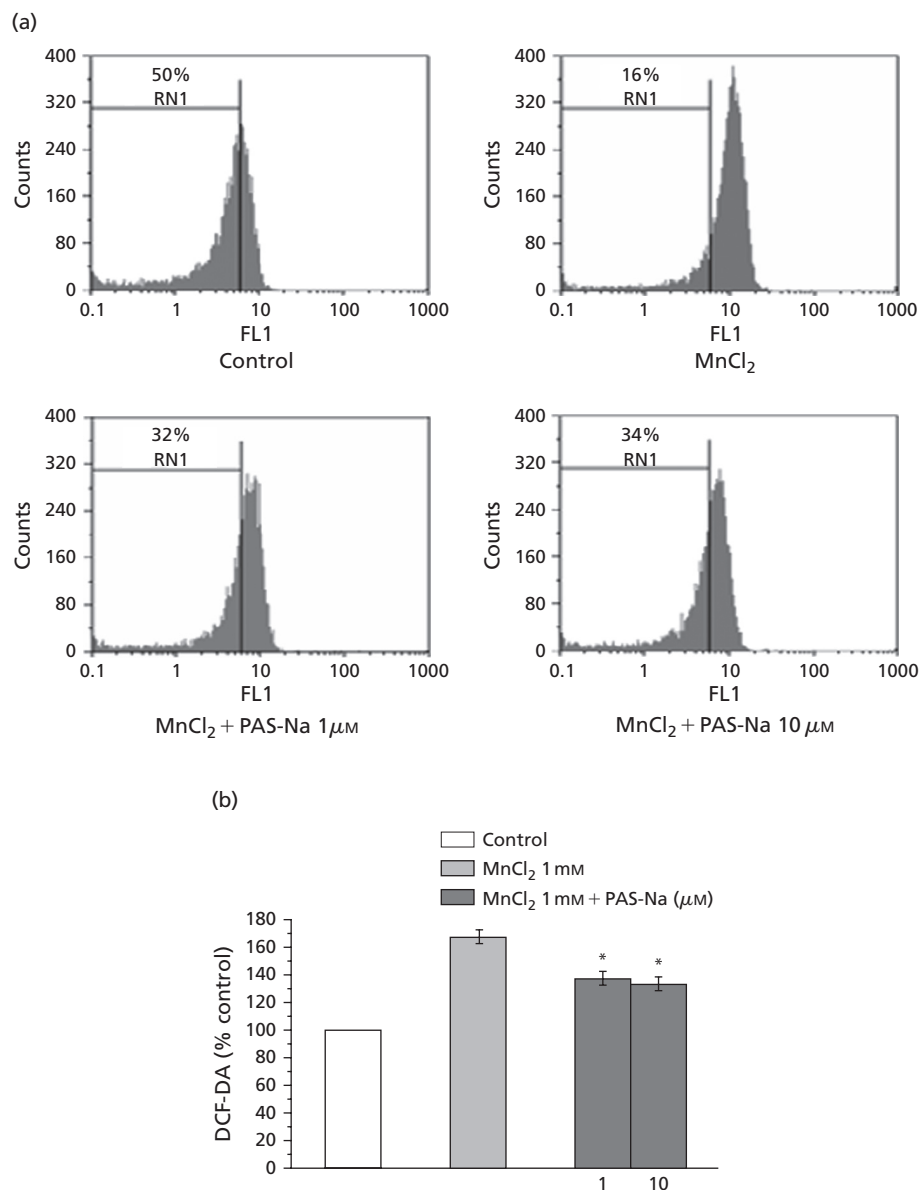 (a)
400
320
240
160
80
0
Counts
50%
RN1
0.1 1 10 100 1000
FL1
Control
400
320
240
160
80
0
Counts
16%
RN1
0.1 1 10 100 1000
FL1
MnCl₂
400
320
240
160
80
0
Counts
32%
RN1
0.1 1 10 100 1000
FL1
MnCl₂ + PAS-Na 1 μM
400
320
240
160
80
0
Counts
34%
RN1
0.1 1 10 100 1000
FL1
MnCl₂ + PAS-Na 10 μM
(b)
Control
MnCl₂ 1 mM
MnCl₂ 1 mM + PAS-Na (μM)
180
160
140
120
100
80
60
40
20
0
DCF-DA (% control)
* *
1 10